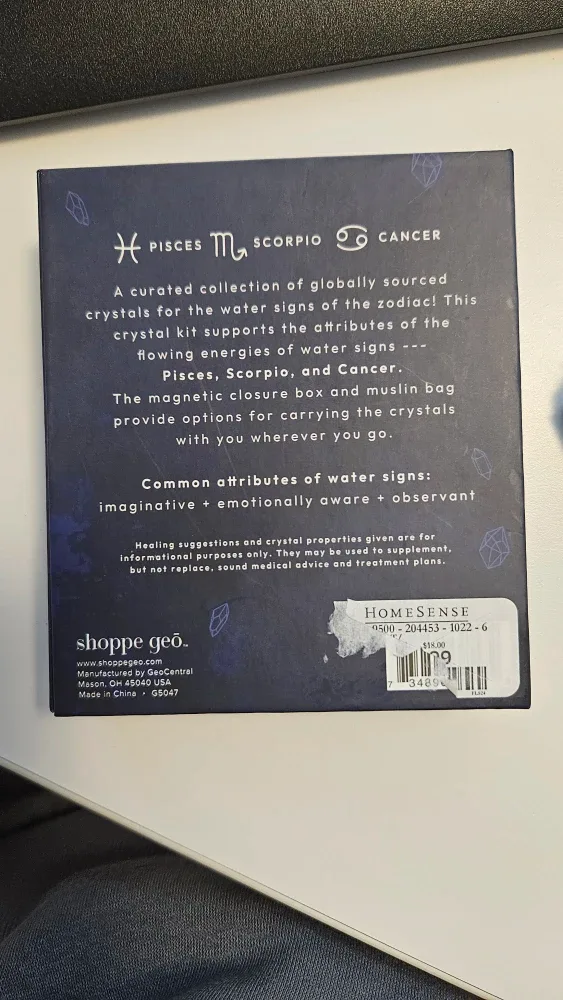 PISCES SCORPIO CANCER
A curated collection of globally sourced
crystals for the water signs of the zodiac! This
crystal kit supports the attributes of the
flowing energies of water signs ---
Pisces, Scorpio, and Cancer.
The magnetic closure box and muslin bag
provide options for carrying the crystals
with you wherever you go.
Common attributes of water signs:
imaginative + emotionally aware + observant
Healing suggestions and crystal properties given are for
informational purposes only. They may be used to supplement,
but not replace, sound medical advice and treatment plans.
shoppe geō™
www.shoppegeo.com
Manufactured by GeoCentral
Mason, OH 45040 USA
Made in China • G5047
HOMESENSE
9500 - 204453 - 1022 - 6
$18.00